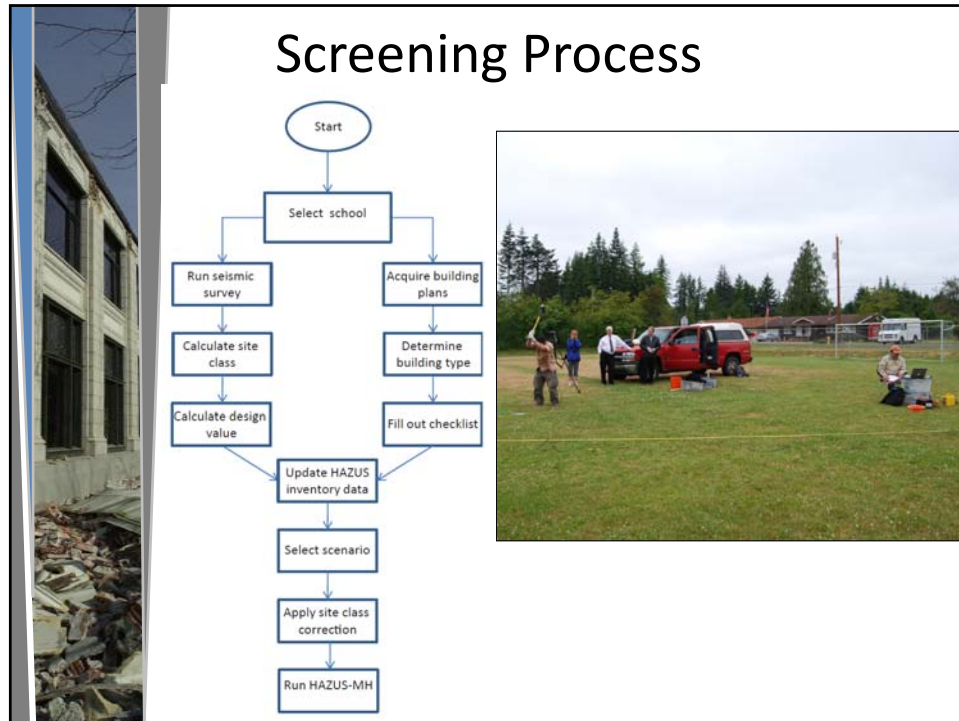 Screening Process
Start
Select school
Run seismic
survey
Calculate site
class
Calculate design
value
Acquire building
plans
Determine
building type
Fill out checklist
Update HAZUS
inventory data
Select scenario
Apply site class
correction
Run HAZUS-MH